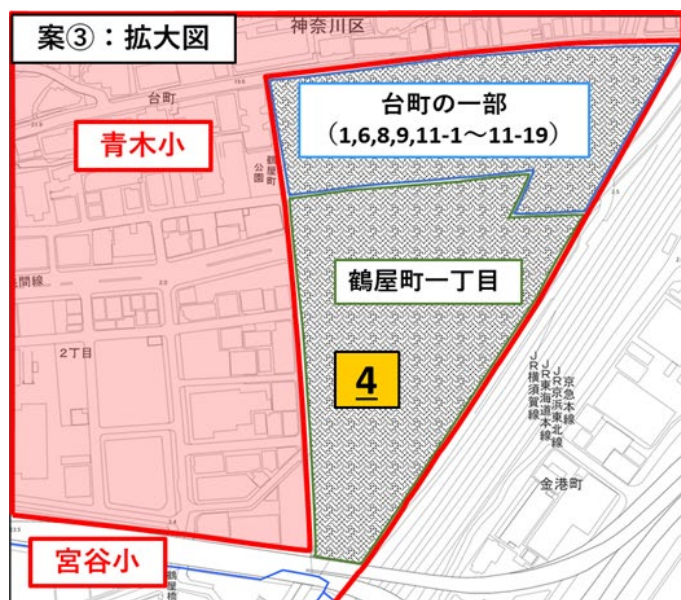 案③：拡大図
神奈川区
台町
青木小
鶴屋町
公園
台町の一部
（1,6,8,9,11-1～11-19）
鶴屋町一丁目
2丁目
4
京急本線
ＪＲ京浜東北線
ＪＲ東海道本線
ＪＲ横須賀線
金港町
宮谷小
鶴屋橋